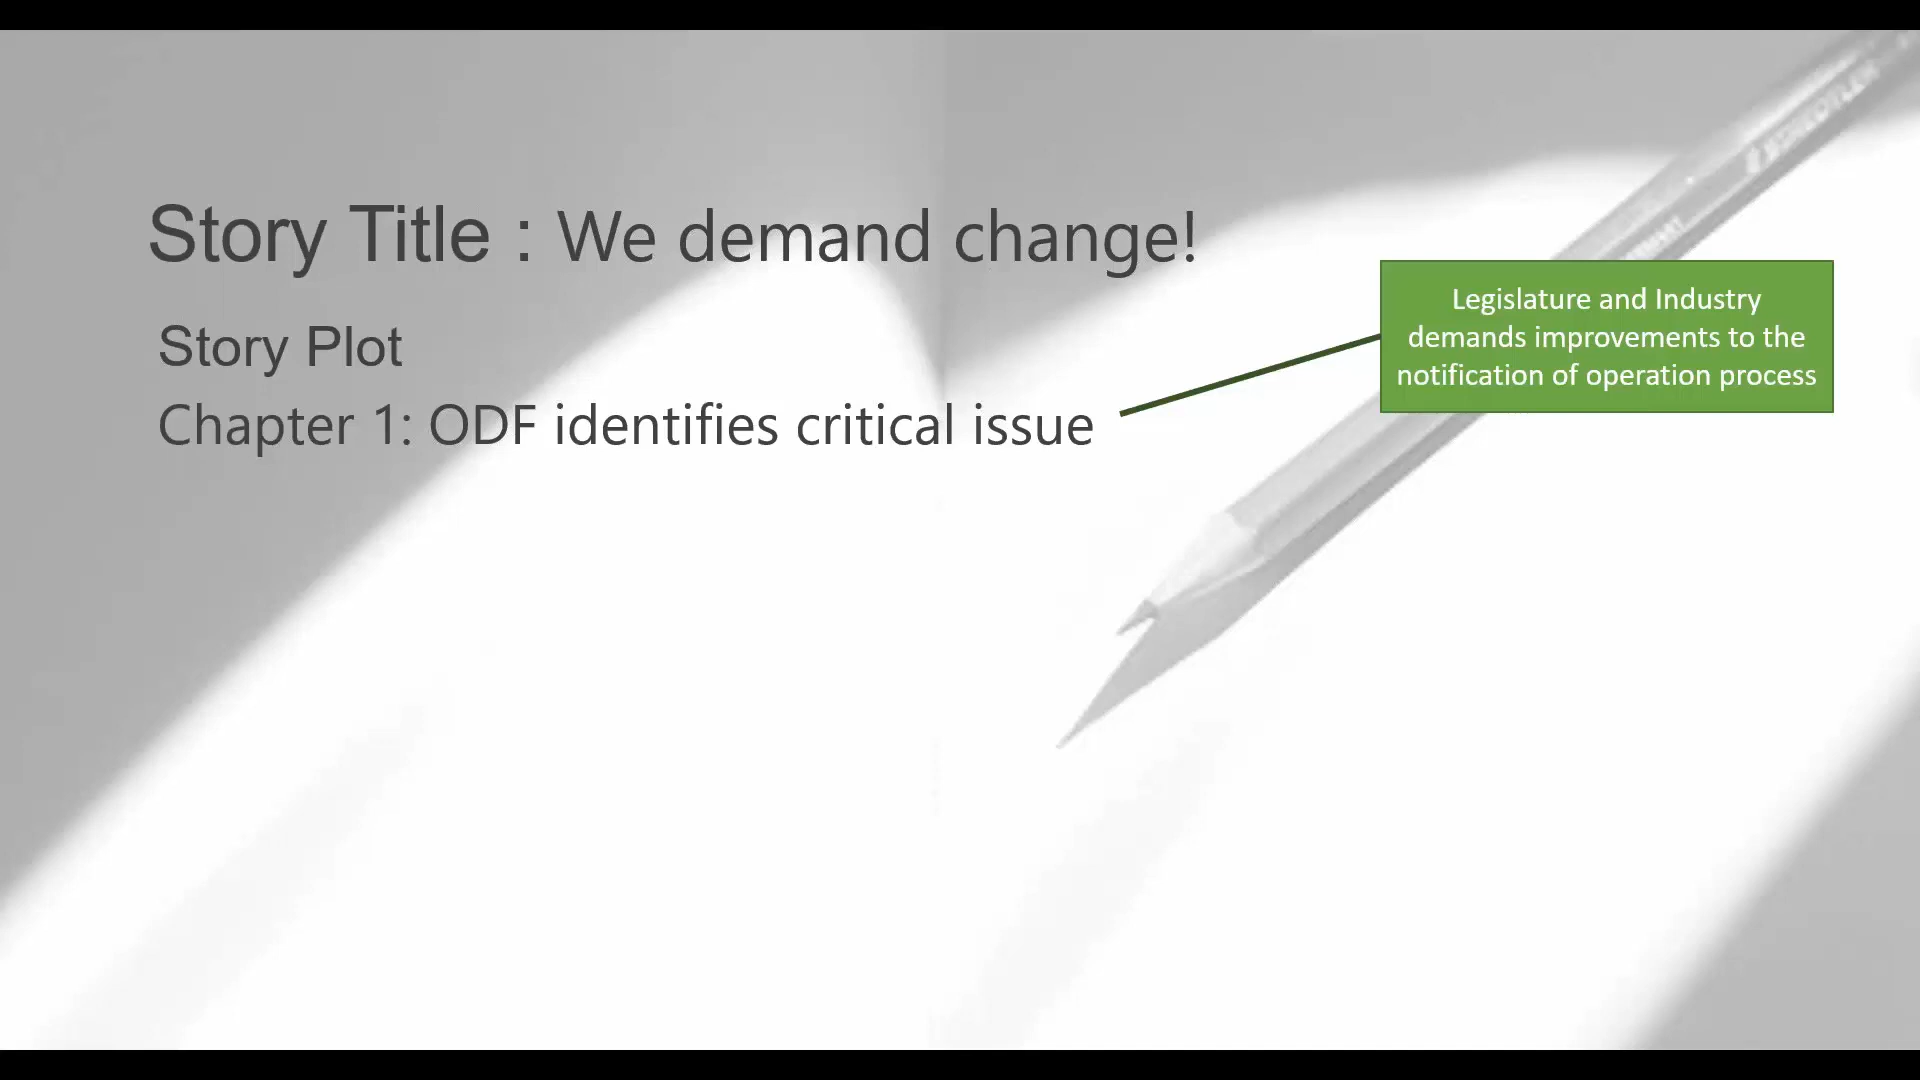 Story Title : We demand change!
Legislature and Industry
demands improvements to the
notification of operation process
Story Plot
Chapter 1: ODF identifies critical issue